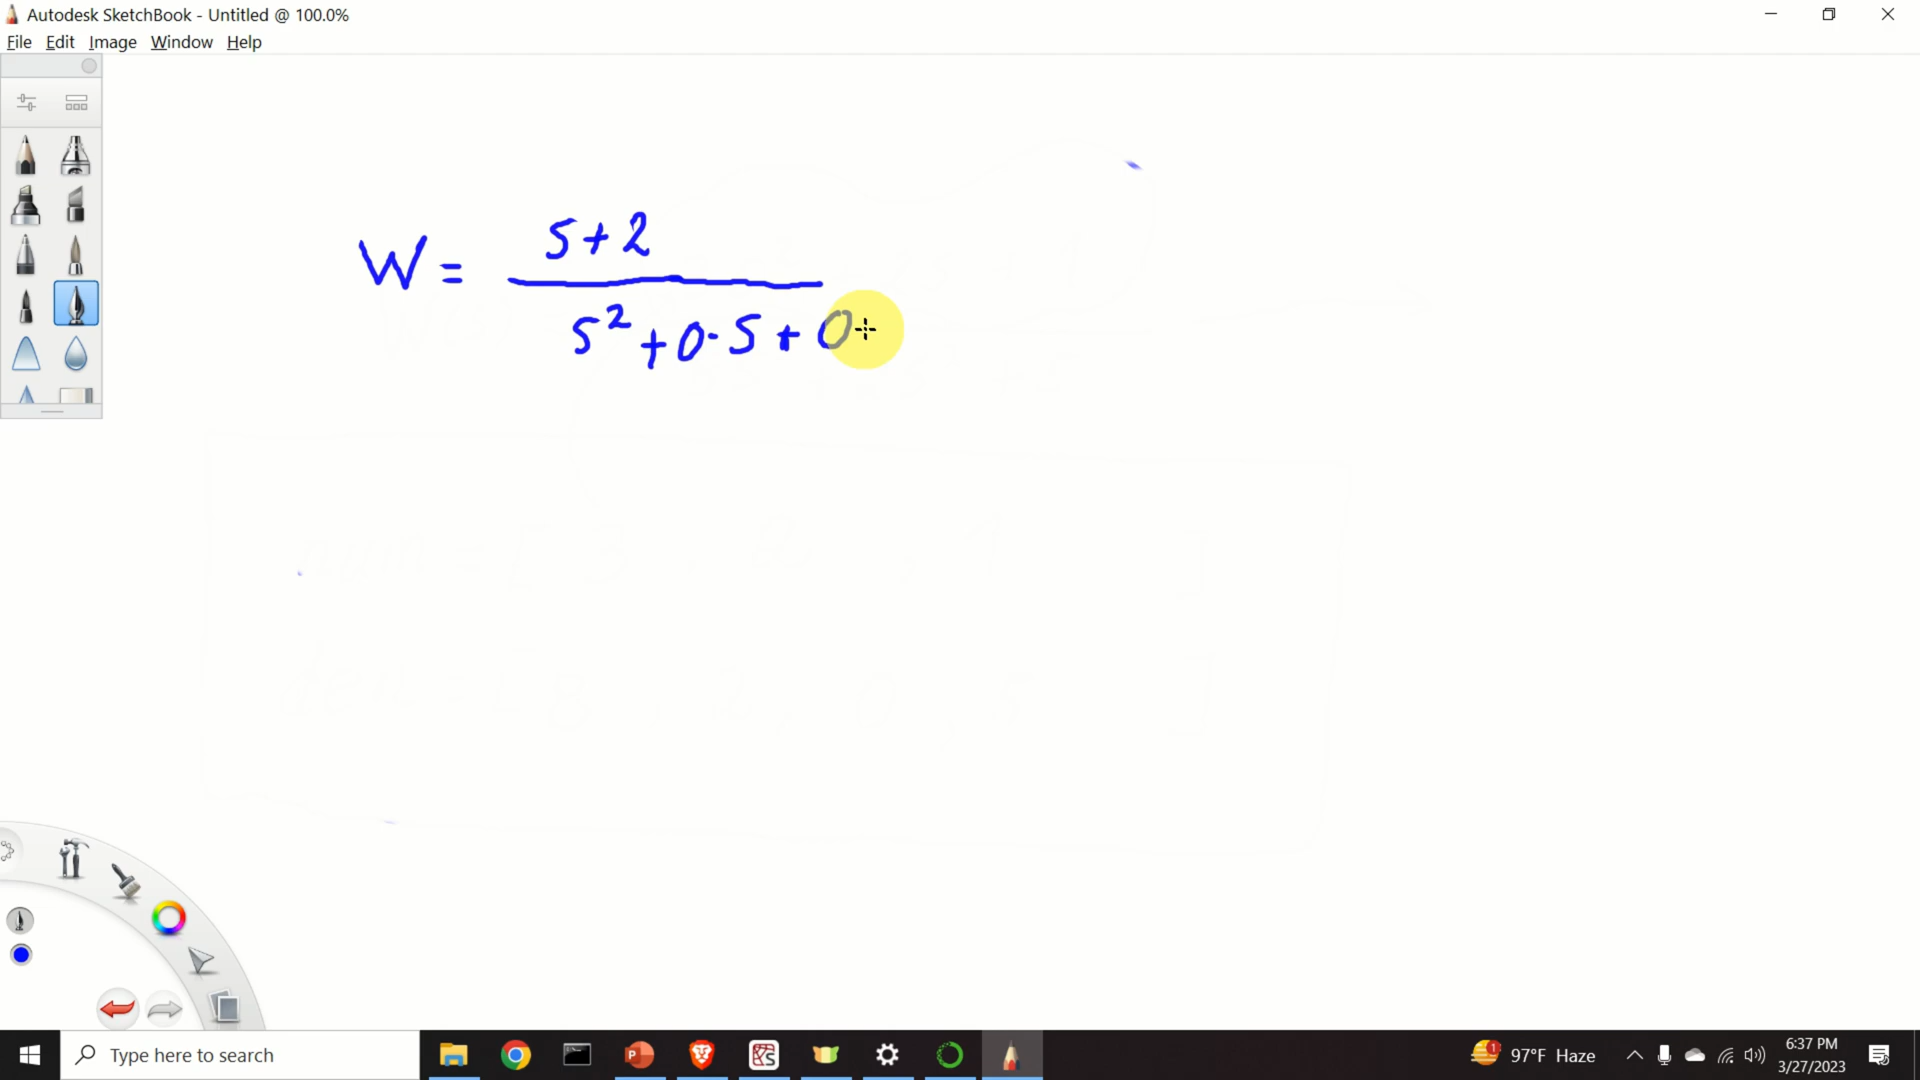 Autodesk SketchBook - Untitled @ 100.0%
File Edit Image Window Help
S+2
W=
S²+0·S+0
Type here to search
97°F Haze
6:37 PM
3/27/2023